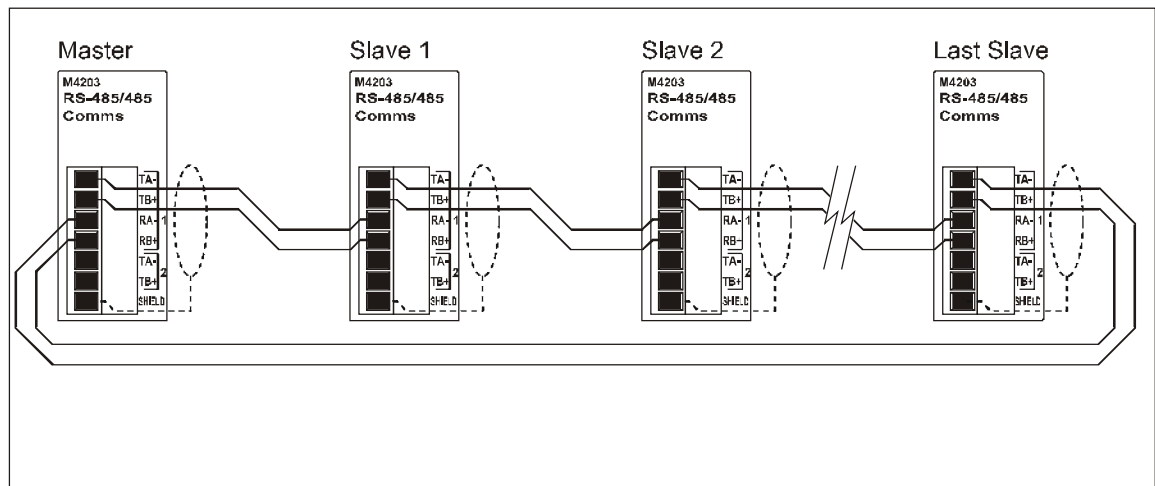 Master
M4203
RS-485/485
Comms
TA-
TB+
RA-
RB+
1
TA-
TB+
2
SHIELD
Slave 1
M4203
RS-485/485
Comms
TA-
TB+
RA-
RB+
1
TA-
TB+
2
SHIELD
Slave 2
M4203
RS-485/485
Comms
TA-
TB+
RA-
RB+
1
TA-
TB+
2
SHIELD
Last Slave
M4203
RS-485/485
Comms
TA-
TB+
RA-
RB+
1
TA-
TB+
2
SHIELD